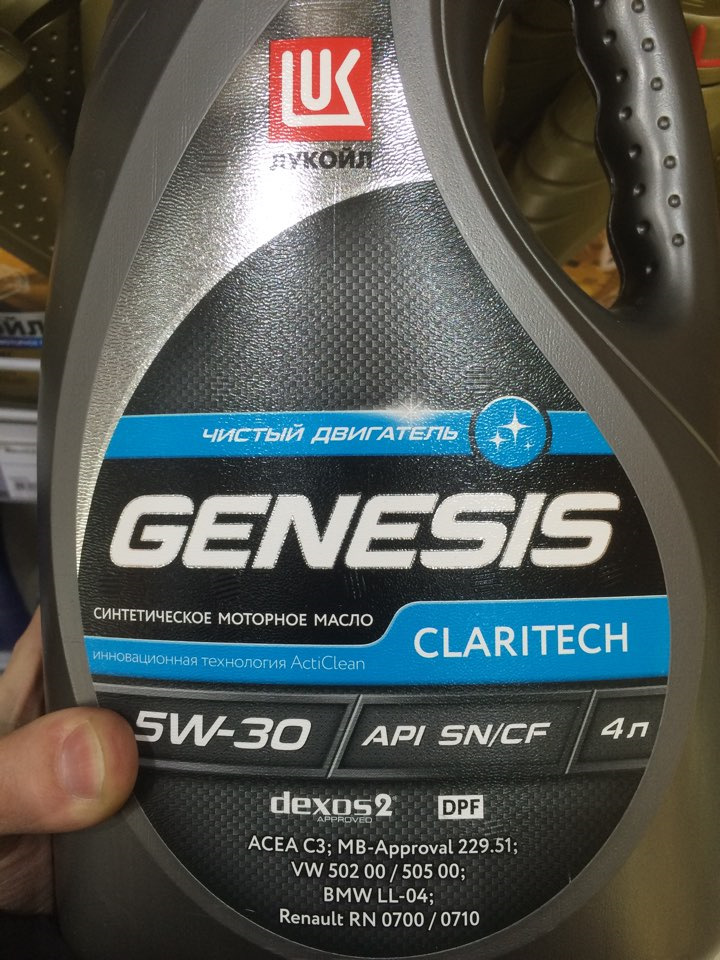 LUK
ЛУКОЙЛ
ЧИСТЫЙ ДВИГАТЕЛЬ
GENESIS
СИНТЕТИЧЕСКОЕ МОТОРНОЕ МАСЛО
CLARITECH
инновационная технология ActiClean
5W-30 API SN/CF 4л
dexos2 DPF
APPROVED
ACEA C3; MB-Approval 229.51;
VW 502 00 / 505 00;
BMW LL-04;
Renault RN 0700 / 0710